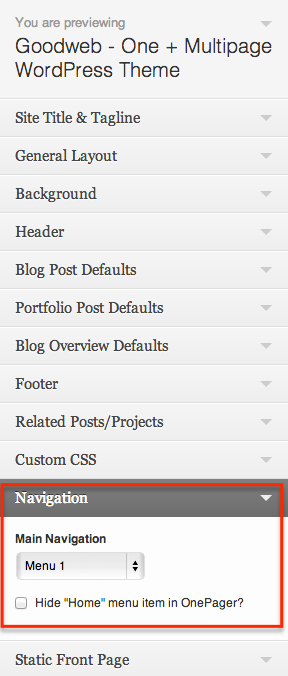 You are previewing
Goodweb - One + Multipage
WordPress Theme
Site Title & Tagline
General Layout
Background
Header
Blog Post Defaults
Portfolio Post Defaults
Blog Overview Defaults
Footer
Related Posts/Projects
Custom CSS
Navigation
Main Navigation
Menu 1
Hide "Home" menu item in OnePager?
Static Front Page